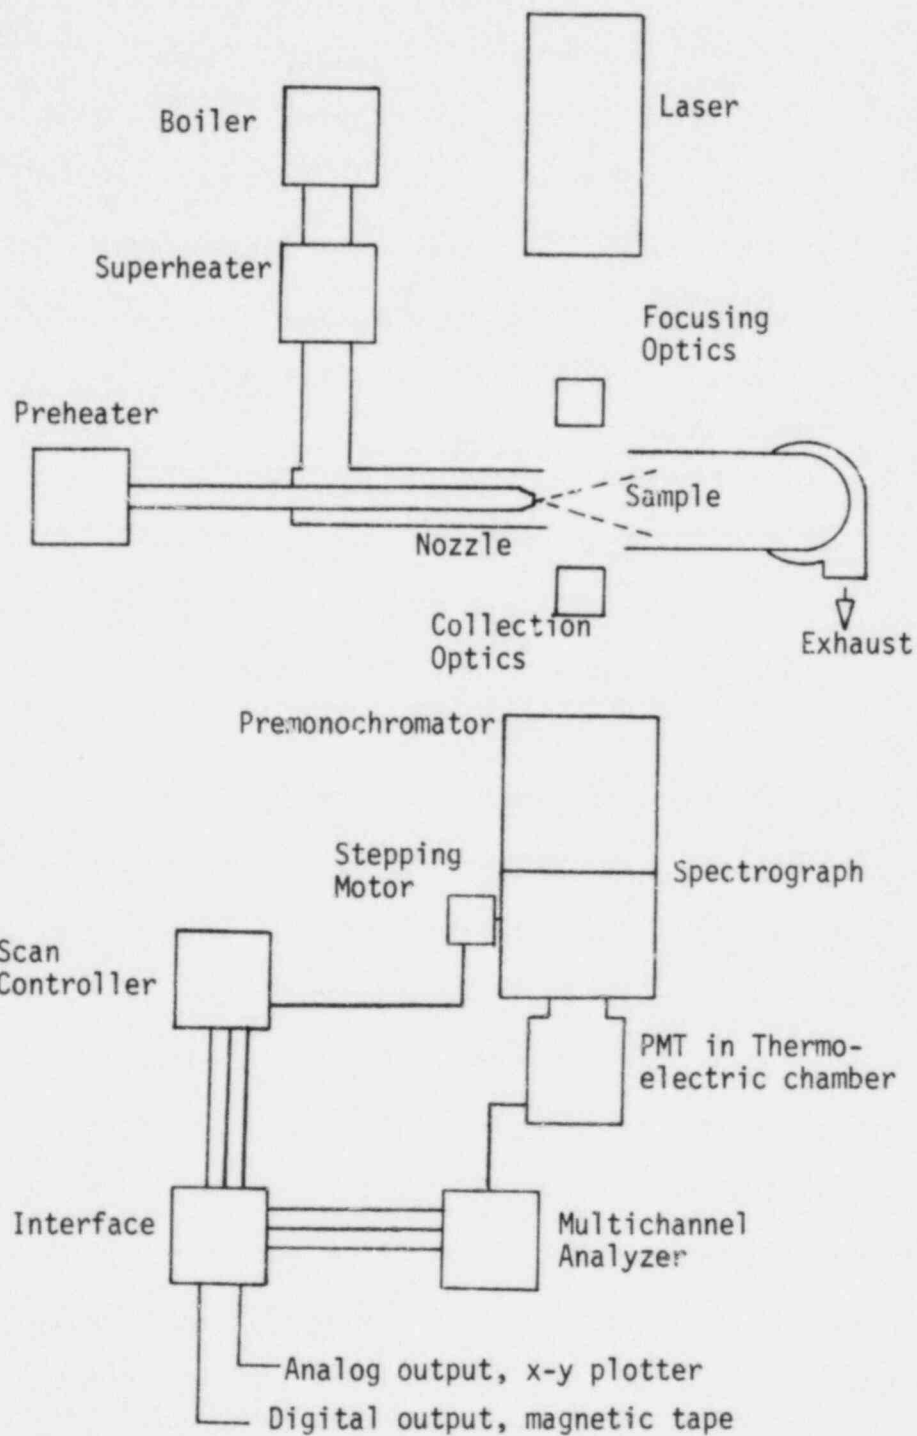 Boiler
Laser
Superheater
Focusing
Optics
Preheater
Sample
Nozzle
Collection
Optics
Exhaust
Premonochromator
Stepping
Motor
Spectrograph
Scan
Controller
PMT in Thermo-
electric chamber
Interface
Multichannel
Analyzer
Analog output, x-y plotter
Digital output, magnetic tape